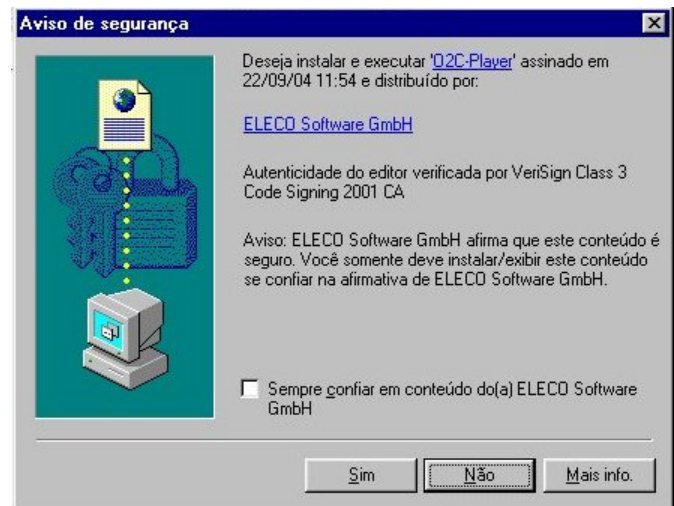 Aviso de segurança
Deseja instalar e executar 'O2C-Player' assinado em
22/09/04 11:54 e distribuído por:
ELECO Software GmbH
Autenticidade do editor verificada por VeriSign Class 3
Code Signing 2001 CA
Aviso: ELECO Software GmbH afirma que este conteúdo é
seguro. Você somente deve instalar/exibir este conteúdo
se confiar na afirmativa de ELECO Software GmbH.
Sempre confiar em conteúdo do(a) ELECO Software
GmbH
Sim Não Mais info.